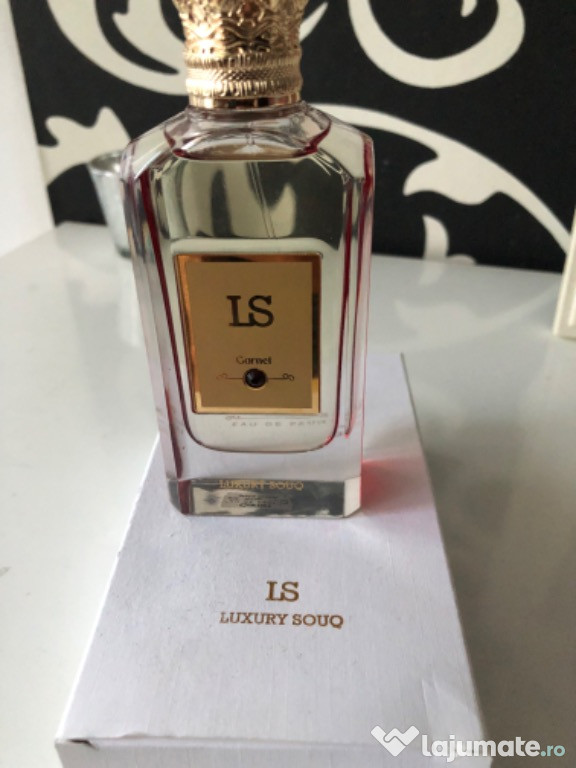 LS
Garnet
EAU DE PARFUM
LUXURY SOUQ
LS
LUXURY SOUQ
lajumate.ro